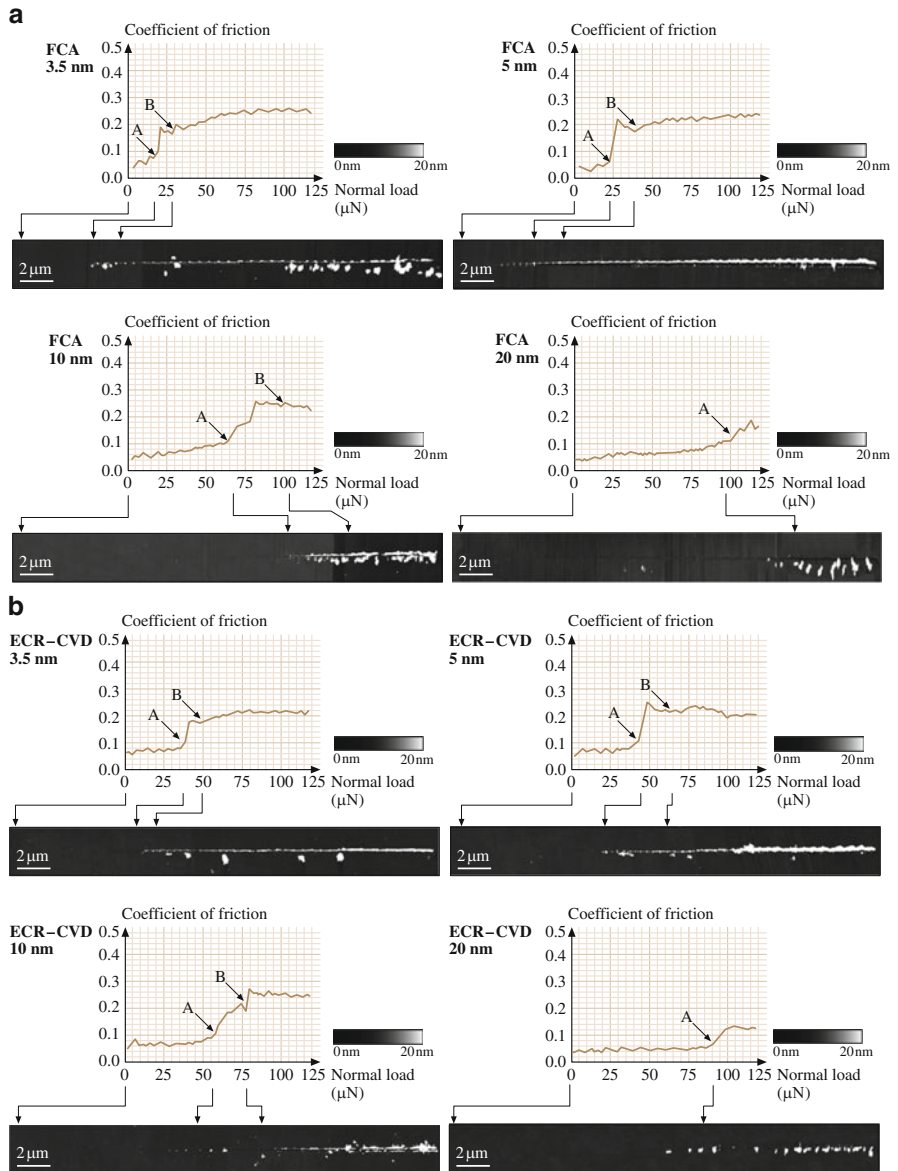 a
Coefficient of friction
FCA
3.5 nm
0.5
0.4
0.3
0.2
0.1
0.0
A
B
0 25 50 75 100 125
Normal load
(μN)
0nm 20nm
2μm
Coefficient of friction
FCA
5 nm
0.5
0.4
0.3
0.2
0.1
0.0
A
B
0 25 50 75 100 125
Normal load
(μN)
0nm 20nm
2μm
Coefficient of friction
FCA
10 nm
0.5
0.4
0.3
0.2
0.1
0.0
A
B
0 25 50 75 100 125
Normal load
(μN)
0nm 20nm
2μm
Coefficient of friction
FCA
20 nm
0.5
0.4
0.3
0.2
0.1
0.0
A
0 25 50 75 100 125
Normal load
(μN)
0nm 20nm
2μm
b
Coefficient of friction
ECR–CVD
3.5 nm
0.5
0.4
0.3
0.2
0.1
0.0
A
B
0 25 50 75 100 125
Normal load
(μN)
0nm 20nm
2μm
Coefficient of friction
ECR–CVD
5 nm
0.5
0.4
0.3
0.2
0.1
0.0
A
B
0 25 50 75 100 125
Normal load
(μN)
0nm 20nm
2μm
Coefficient of friction
ECR–CVD
10 nm
0.5
0.4
0.3
0.2
0.1
0.0
A
B
0 25 50 75 100 125
Normal load
(μN)
0nm 20nm
2μm
Coefficient of friction
ECR–CVD
20 nm
0.5
0.4
0.3
0.2
0.1
0.0
A
0 25 50 75 100 125
Normal load
(μN)
0nm 20nm
2μm